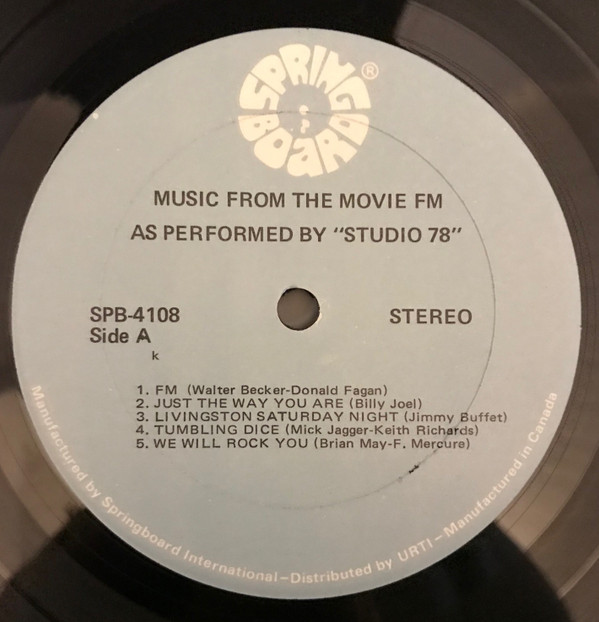 SPRINGBOARD®
MUSIC FROM THE MOVIE FM
AS PERFORMED BY “STUDIO 78”
SPB-4108
Side A
k
STEREO
1. FM (Walter Becker-Donald Fagan)
2. JUST THE WAY YOU ARE (Billy Joel)
3. LIVINGSTON SATURDAY NIGHT (Jimmy Buffet)
4. TUMBLING DICE (Mick Jagger-Keith Richards)
5. WE WILL ROCK YOU (Brian May-F. Mercure)
Manufactured by Springboard International—Distributed by URTI—Manufactured in Canada